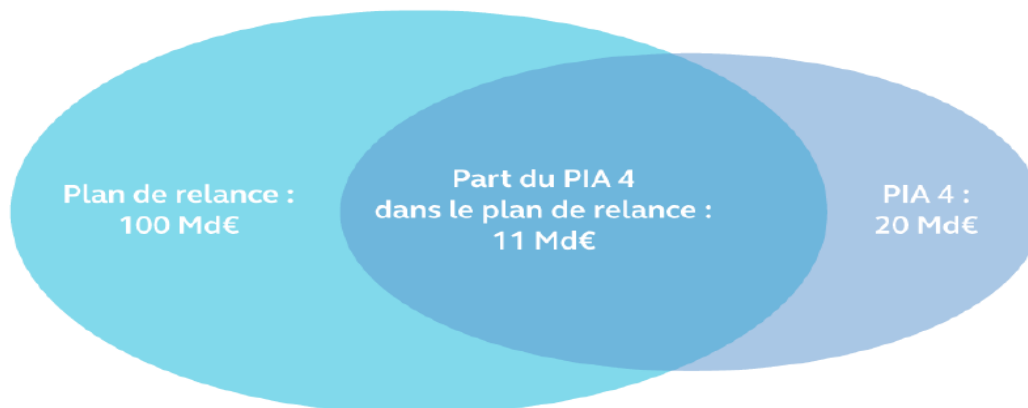 Plan de relance :
100 Md€
Part du PIA 4
dans le plan de relance :
11 Md€
PIA 4 :
20 Md€